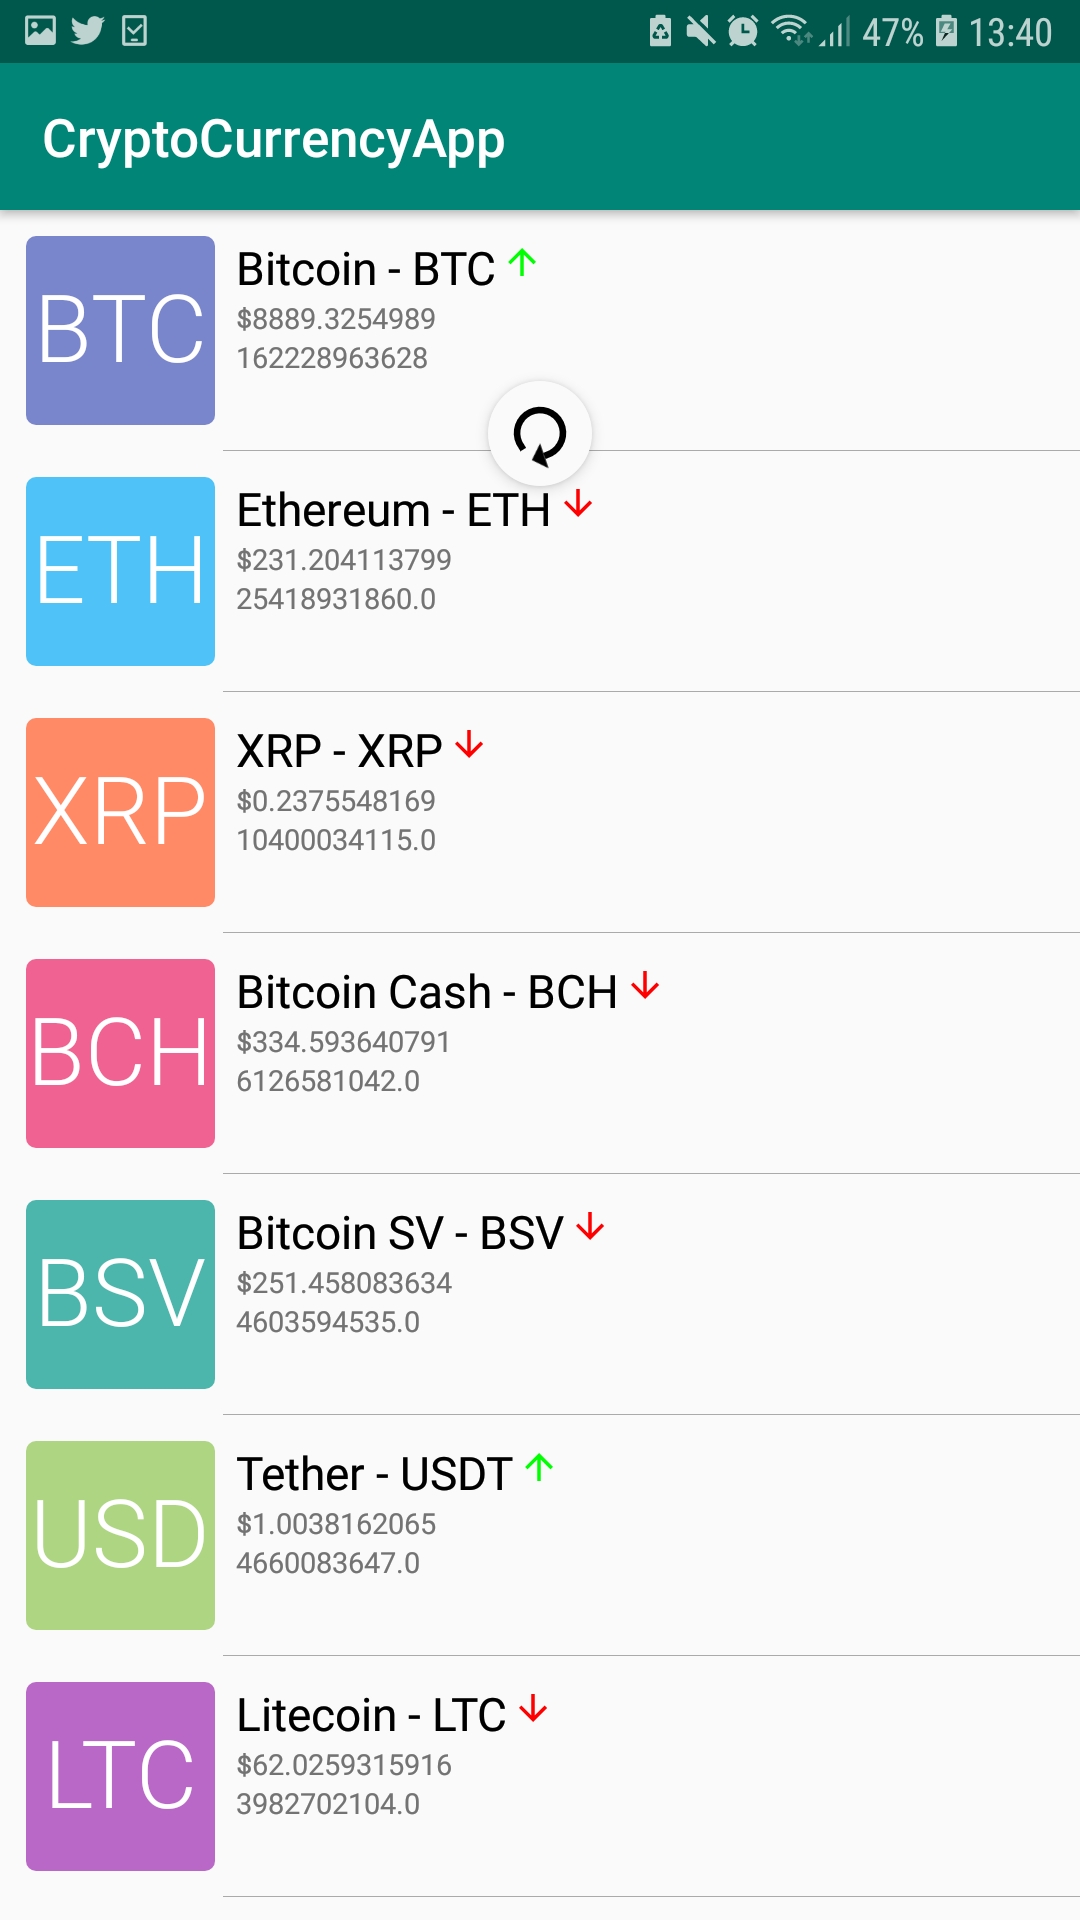 47% 13:40
CryptoCurrencyApp
BTC
Bitcoin - BTC
$8889.3254989
162228963628
ETH
Ethereum - ETH
$231.204113799
25418931860.0
XRP
XRP - XRP
$0.2375548169
10400034115.0
BCH
Bitcoin Cash - BCH
$334.593640791
6126581042.0
BSV
Bitcoin SV - BSV
$251.458083634
4603594535.0
USD
Tether - USDT
$1.0038162065
4660083647.0
LTC
Litecoin - LTC
$62.0259315916
3982702104.0